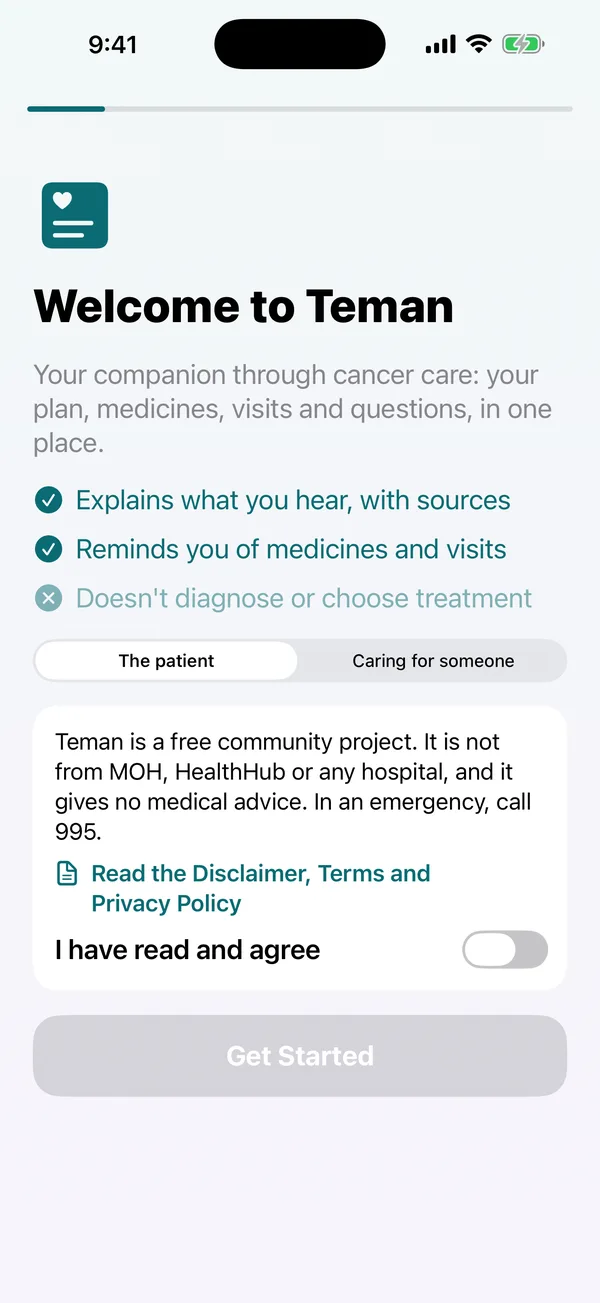 9:41
Welcome to Teman
Your companion through cancer care: your
plan, medicines, visits and questions, in one
place.
Explains what you hear, with sources
Reminds you of medicines and visits
Doesn't diagnose or choose treatment
The patient
Caring for someone
Teman is a free community project. It is not
from MOH, HealthHub or any hospital, and it
gives no medical advice. In an emergency, call
995.
Read the Disclaimer, Terms and
Privacy Policy
I have read and agree
Get Started